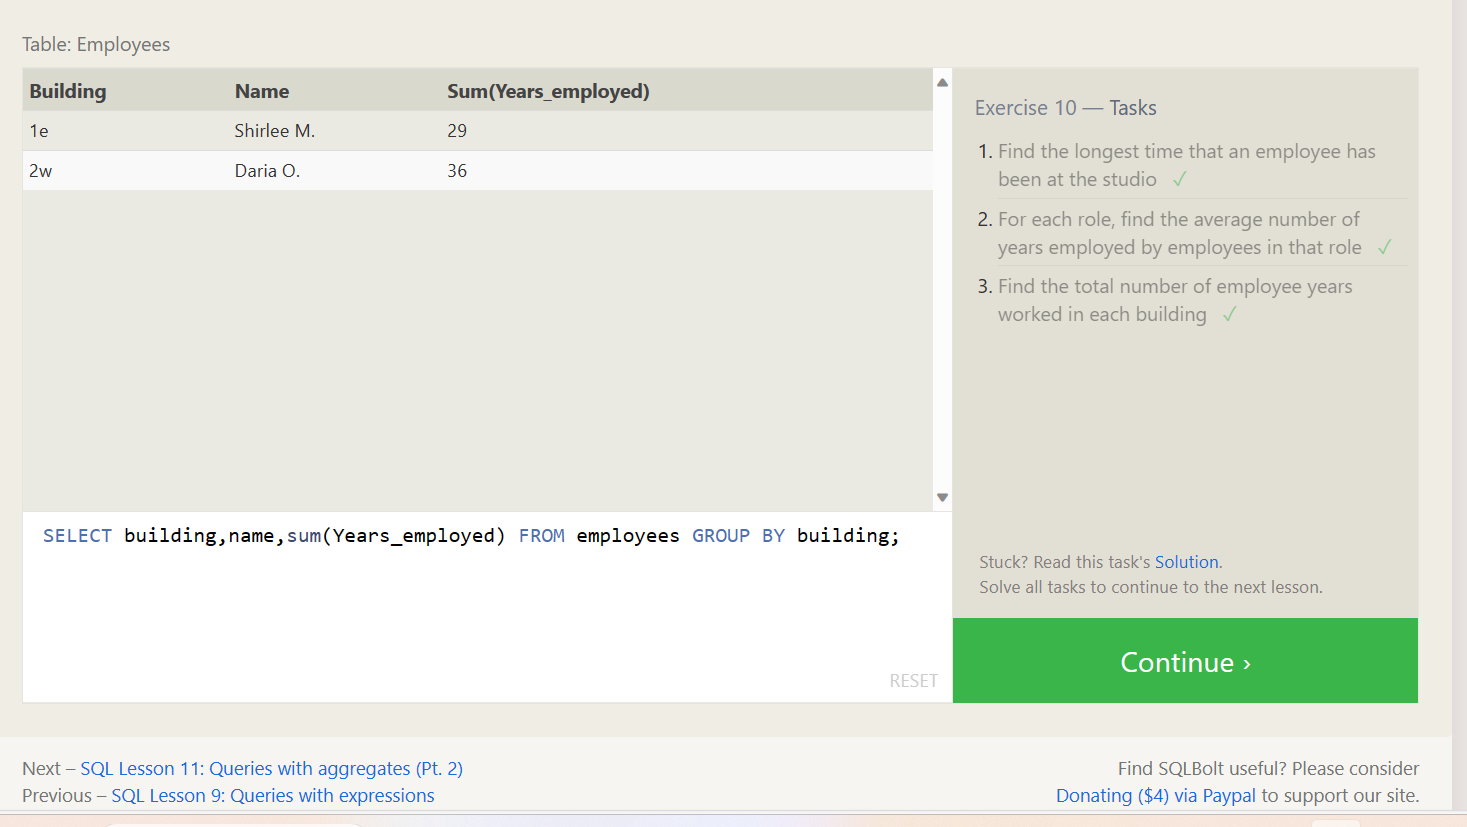 Table: Employees
Building Name Sum(Years_employed)
1e Shirlee M. 29
2w Daria O. 36
SELECT building,name,sum(Years_employed) FROM employees GROUP BY building;
RESET
Exercise 10 — Tasks
1. Find the longest time that an employee has
been at the studio ✓
2. For each role, find the average number of
years employed by employees in that role ✓
3. Find the total number of employee years
worked in each building ✓
Stuck? Read this task's Solution.
Solve all tasks to continue to the next lesson.
Continue ›
Next – SQL Lesson 11: Queries with aggregates (Pt. 2)
Previous – SQL Lesson 9: Queries with expressions
Find SQLBolt useful? Please consider
Donating ($4) via Paypal to support our site.